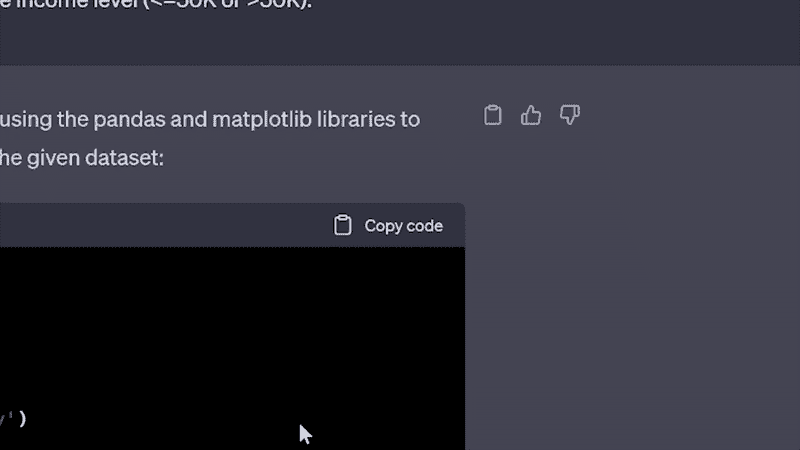 e income level (<=50K or >50K).
using the pandas and matplotlib libraries to
he given dataset:
Copy code
y')